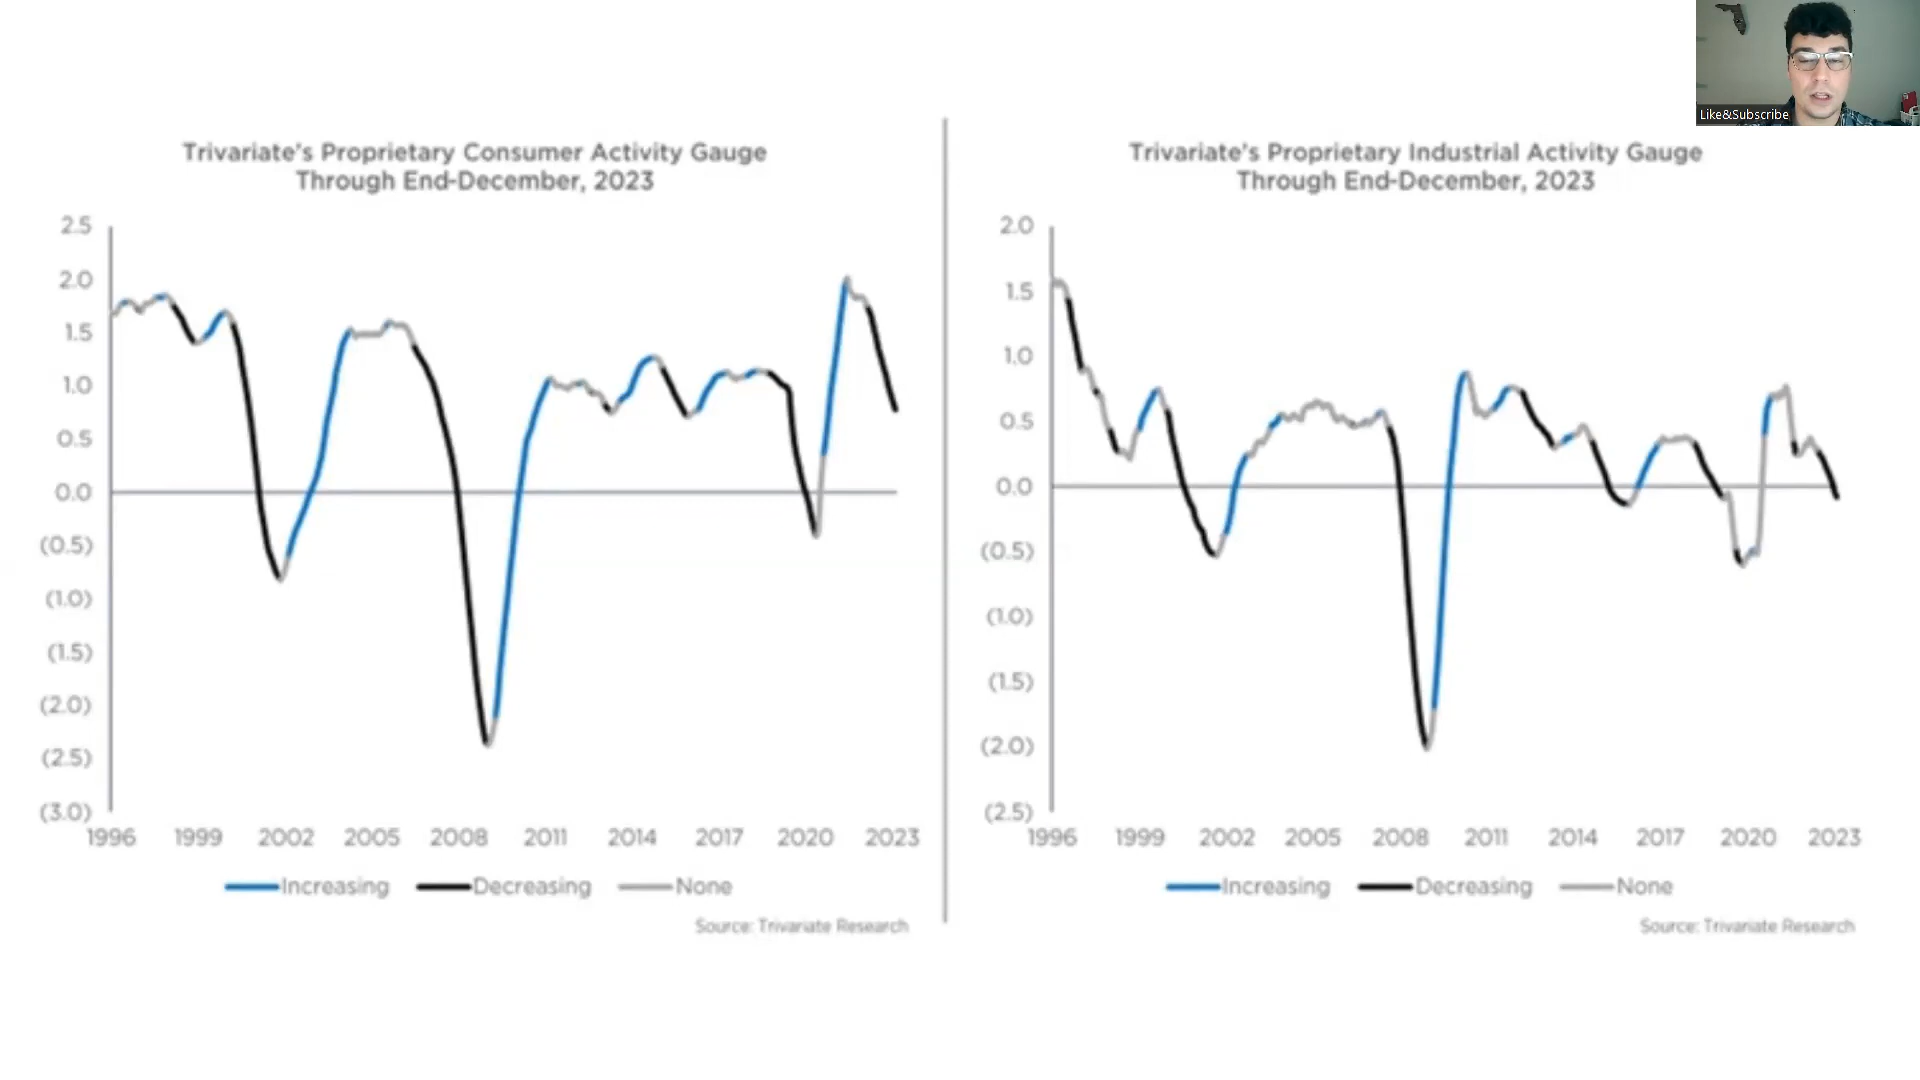 Like&Subscribe
Trivariate's Proprietary Consumer Activity Gauge
Through End-December, 2023
2.5
2.0
1.5
1.0
0.5
0.0
(0.5)
(1.0)
(1.5)
(2.0)
(2.5)
(3.0)
1996 1999 2002 2005 2008 2011 2014 2017 2020 2023
Increasing Decreasing None
Source: Trivariate Research
Trivariate's Proprietary Industrial Activity Gauge
Through End-December, 2023
2.0
1.5
1.0
0.5
0.0
(0.5)
(1.0)
(1.5)
(2.0)
(2.5)
1996 1999 2002 2005 2008 2011 2014 2017 2020 2023
Increasing Decreasing None
Source: Trivariate Research